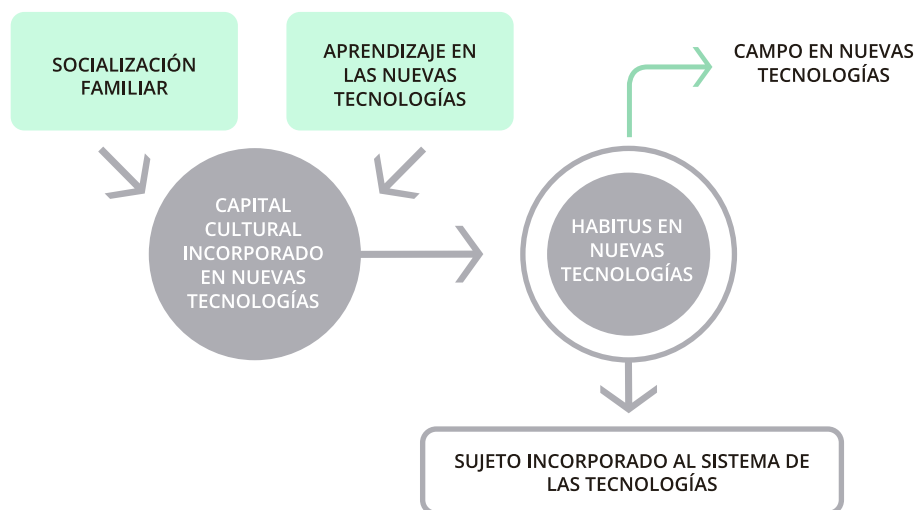 SOCIALIZACIÓN
FAMILIAR
APRENDIZAJE EN
LAS NUEVAS
TECNOLOGÍAS
CAMPO EN NUEVAS
TECNOLOGÍAS
CAPITAL
CULTURAL
INCORPORADO
EN NUEVAS
TECNOLOGÍAS
HABITUS EN
NUEVAS
TECNOLOGÍAS
SUJETO INCORPORADO AL SISTEMA DE
LAS TECNOLOGÍAS